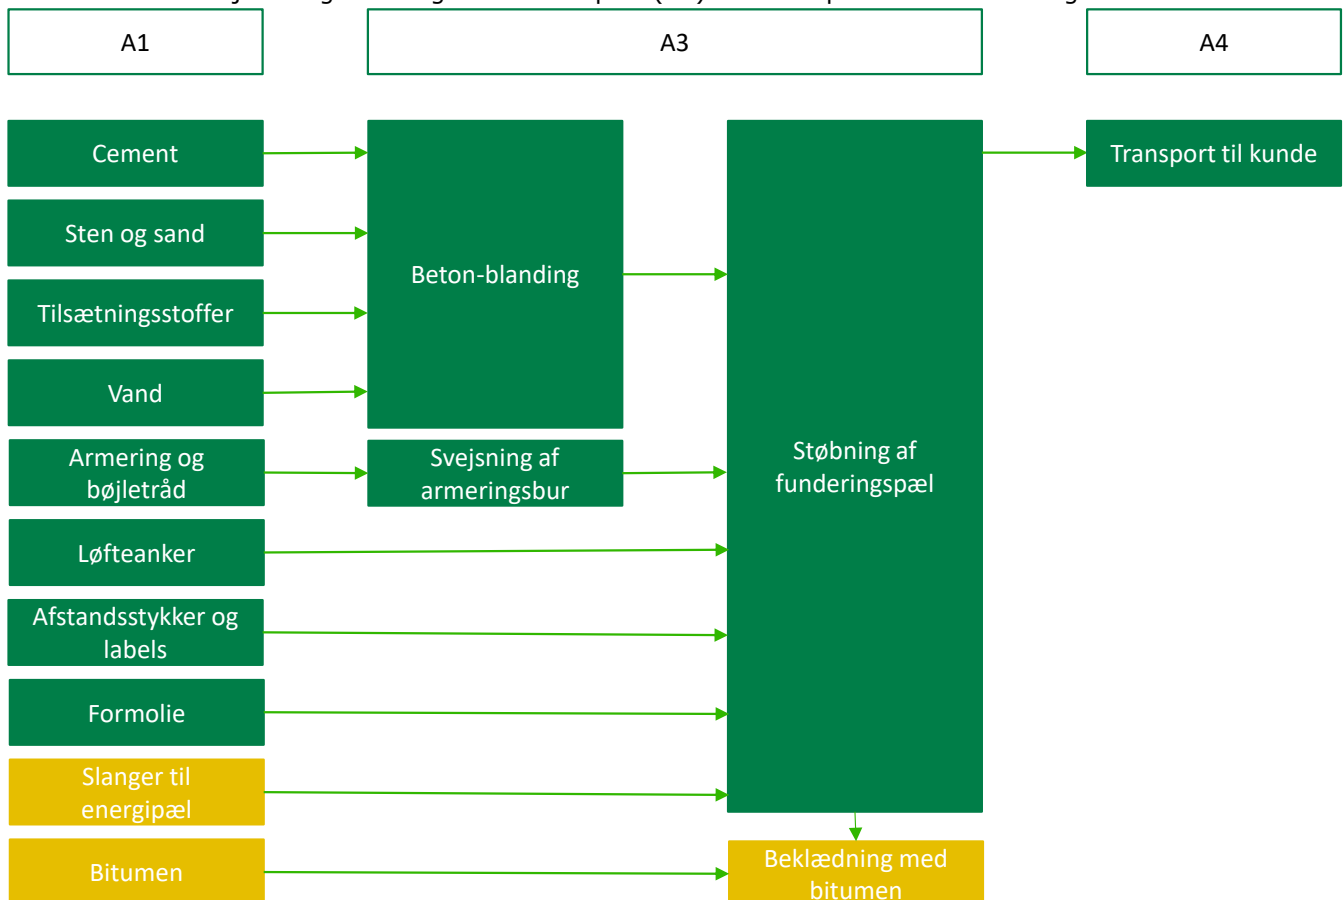 A1
A3
A4
Cement
Sten og sand
Tilsætningsstoffer
Vand
Armering og
bøjletråd
Løfteanker
Afstandsstykker og
labels
Formolie
Slanger til
energipæl
Bitumen
Beton-blanding
Svejsning af
armeringsbur
Støbning af
funderingspæl
Beklædning med
bitumen
Transport til kunde